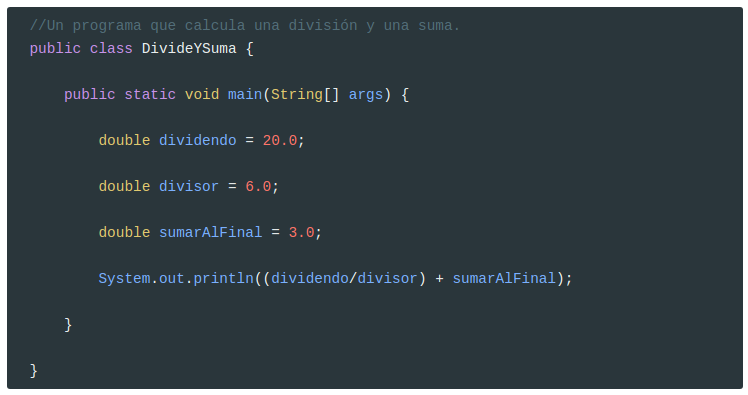 //Un programa que calcula una división y una suma.
public class DivideYSuma {
public static void main(String[] args) {
double dividendo = 20.0;
double divisor = 6.0;
double sumarAlFinal = 3.0;
System.out.println((dividendo/divisor) + sumarAlFinal);
}
}